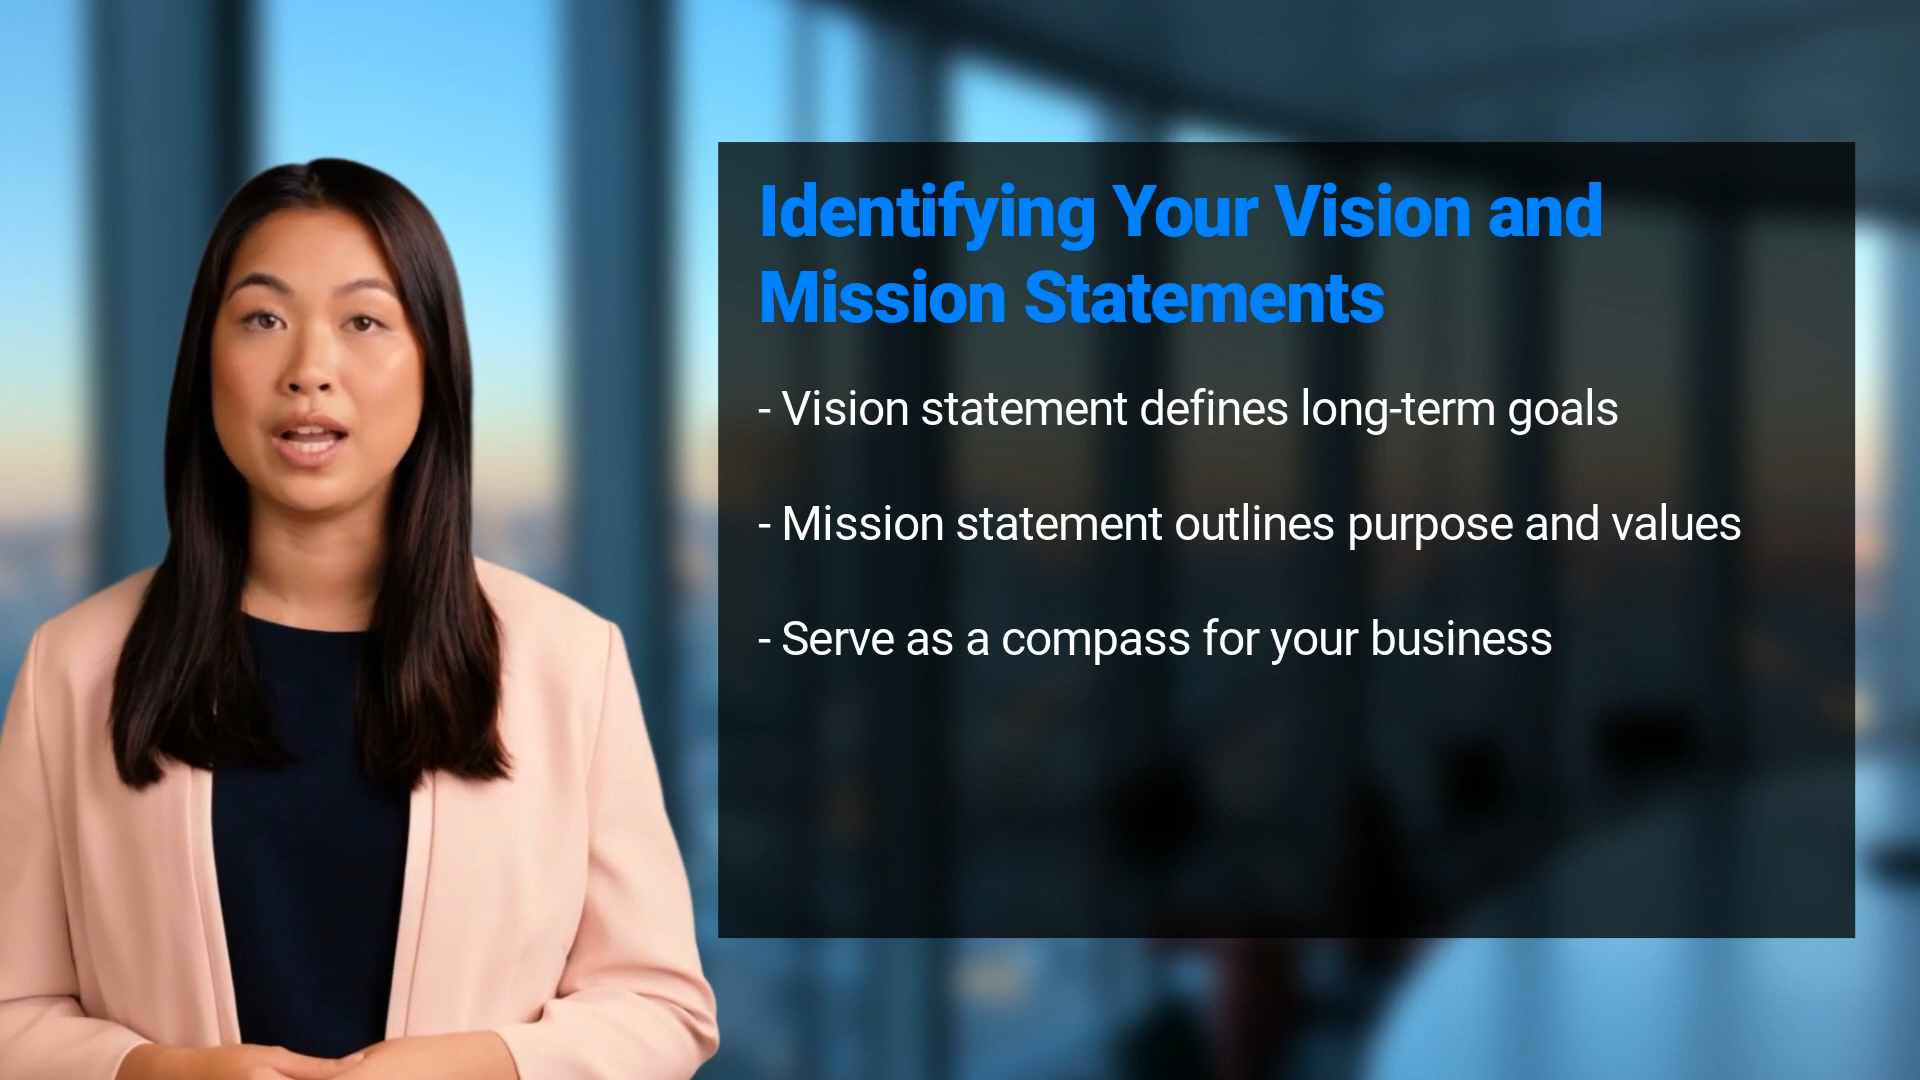 Identifying Your Vision and
Mission Statements
- Vision statement defines long-term goals
- Mission statement outlines purpose and values
- Serve as a compass for your business